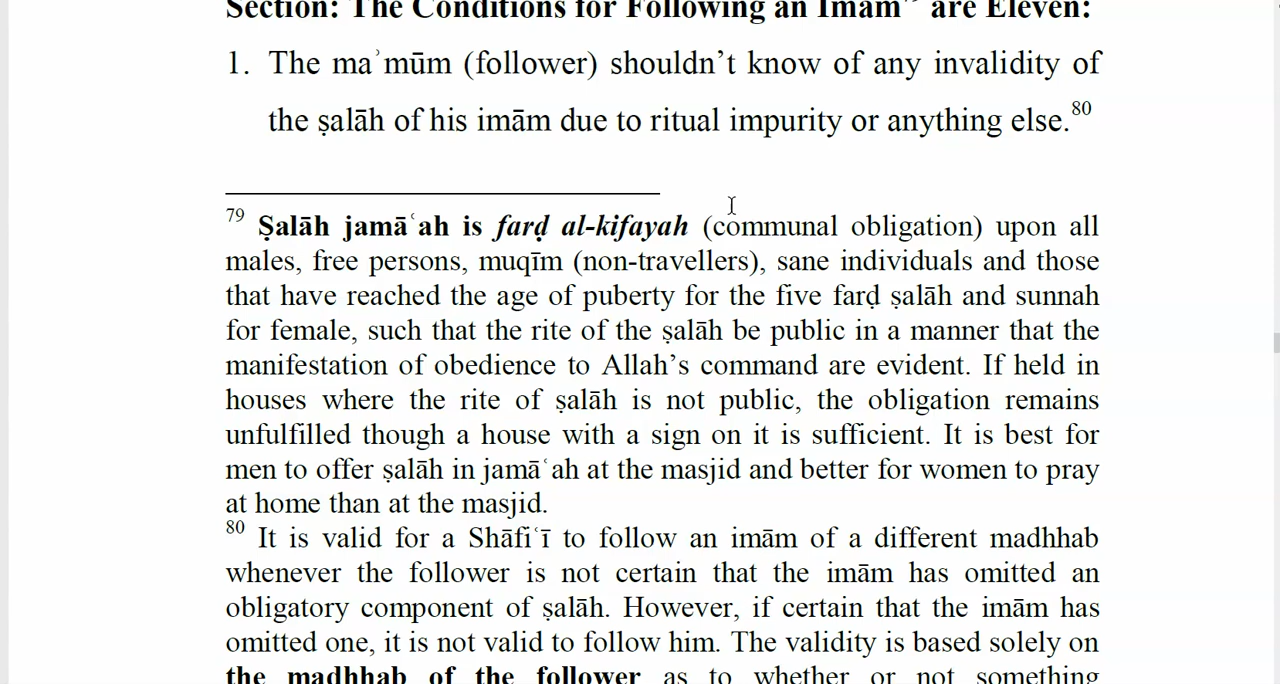 Section: The Conditions for Following an Imām are Eleven:
1. The maʾmūm (follower) shouldn’t know of any invalidity of
the ṣalāh of his imām due to ritual impurity or anything else.80
79 Ṣalāh jamāʿah is farḍ al-kifayah (communal obligation) upon all
males, free persons, muqīm (non-travellers), sane individuals and those
that have reached the age of puberty for the five farḍ ṣalāh and sunnah
for female, such that the rite of the ṣalāh be public in a manner that the
manifestation of obedience to Allah’s command are evident. If held in
houses where the rite of ṣalāh is not public, the obligation remains
unfulfilled though a house with a sign on it is sufficient. It is best for
men to offer ṣalāh in jamāʿah at the masjid and better for women to pray
at home than at the masjid.
80 It is valid for a Shāfiʿī to follow an imām of a different madhhab
whenever the follower is not certain that the imām has omitted an
obligatory component of ṣalāh. However, if certain that the imām has
omitted one, it is not valid to follow him. The validity is based solely on
the madhhab of the follower as to whether or not something